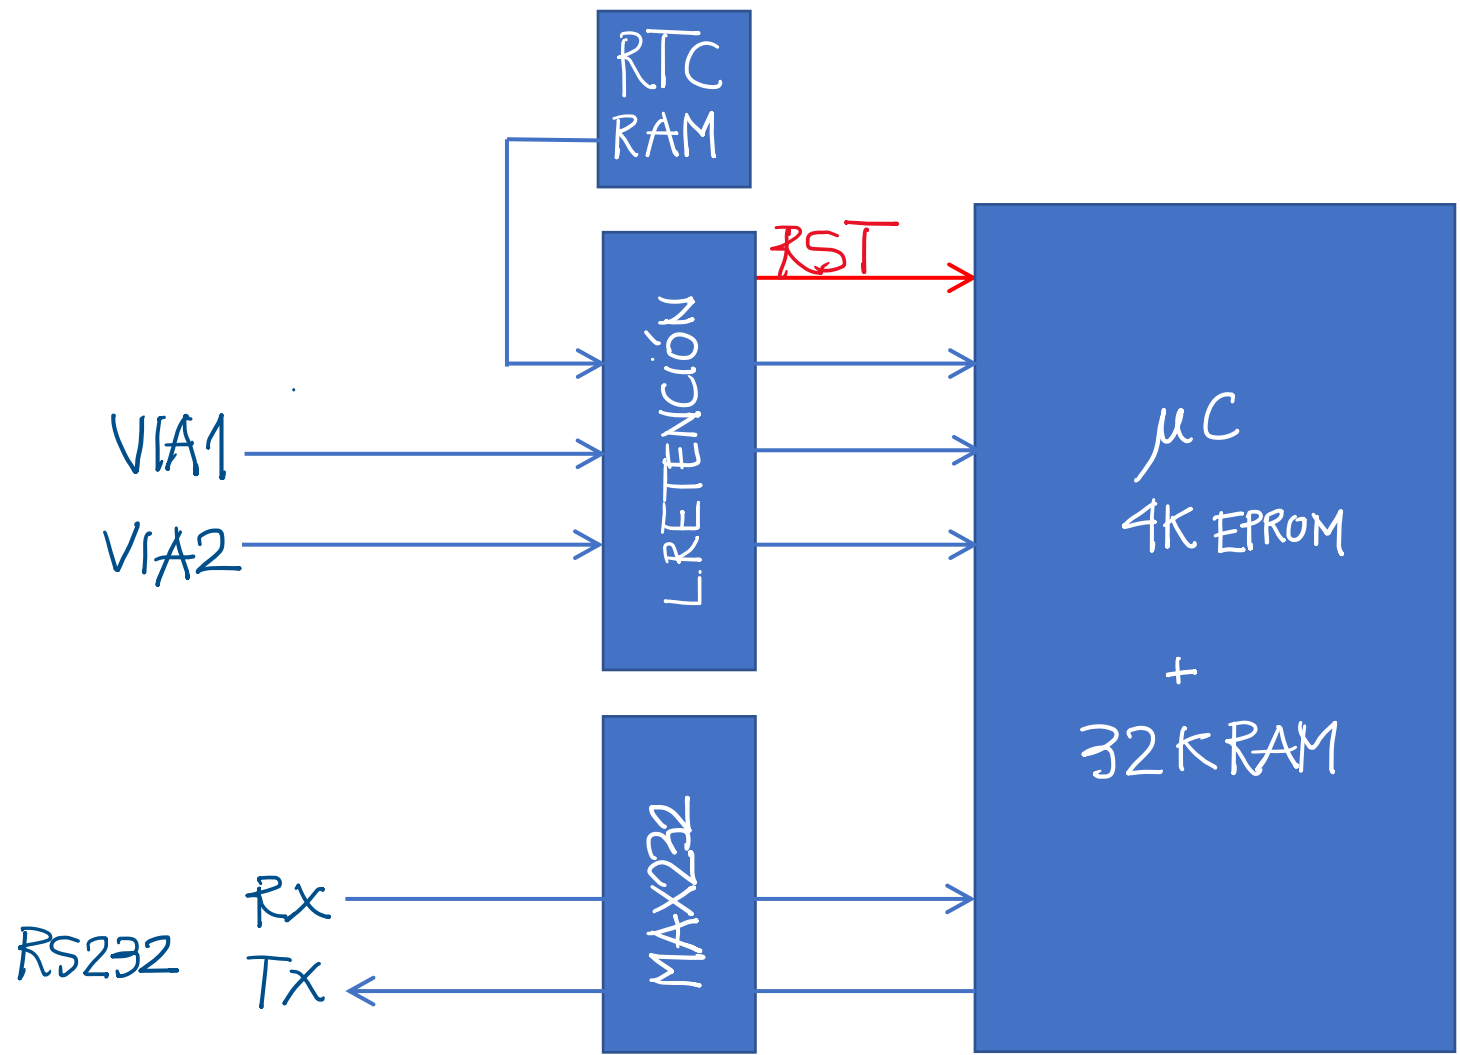 RTC
RAM
RST
L.RETENCIÓN
VIA1
VIA2
μC
4K EPROM
+
32K RAM
MAX232
RX
RS232
TX